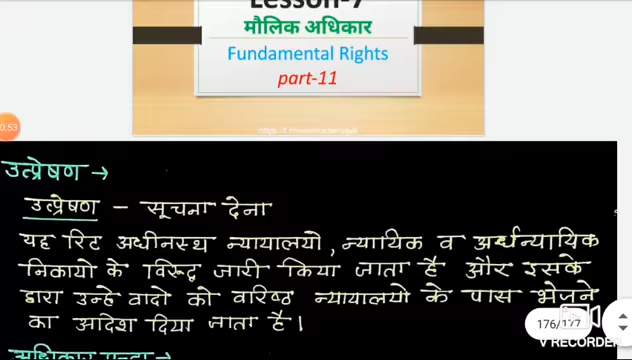 Lesson-7
मौलिक अधिकार
Fundamental Rights
part-11
0:53
उत्प्रेषण →
उत्प्रेषण – सूचना देना
यह रिट अधीनस्थ न्यायालयो, न्यायिक व अर्धन्यायिक
निकायो के विरूद्ध जारी किया जाता है और इसके
द्वारा उन्हे वादो को वरिष्ठ न्यायालयो के पास भेजने
का आदेश दिया जाता है।
176/177
V RECORDER